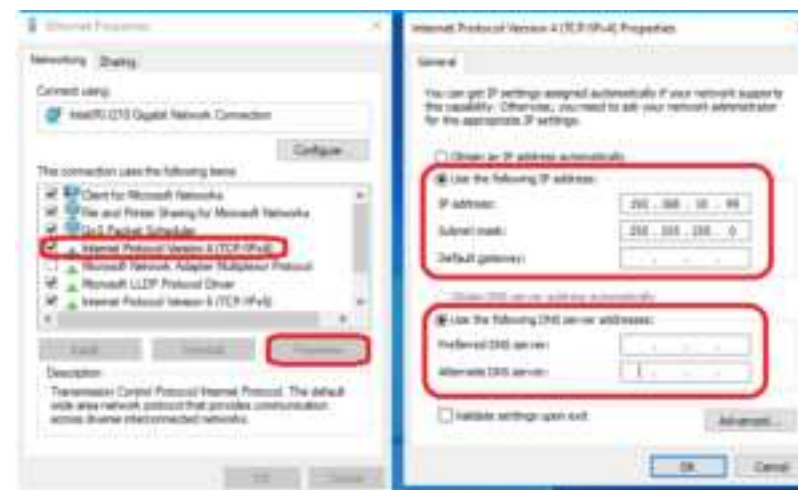 Ethernet Properties
Networking Sharing
Connect using:
Intel(R) I210 Gigabit Network Connection
Configure...
This connection uses the following items:
Client for Microsoft Networks
File and Printer Sharing for Microsoft Networks
QoS Packet Scheduler
Internet Protocol Version 4 (TCP/IPv4)
Microsoft Network Adapter Multiplexor Protocol
Microsoft LLDP Protocol Driver
Internet Protocol Version 6 (TCP/IPv6)
Install... Uninstall Properties
Description
Transmission Control Protocol/Internet Protocol. The default
wide area network protocol that provides communication
across diverse interconnected networks.
OK Cancel
Internet Protocol Version 4 (TCP/IPv4) Properties
General
You can get IP settings assigned automatically if your network supports
this capability. Otherwise, you need to ask your network administrator
for the appropriate IP settings.
Obtain an IP address automatically
Use the following IP address:
IP address: 192 . 168 . 10 . 99
Subnet mask: 255 . 255 . 255 . 0
Default gateway: . . .
Obtain DNS server address automatically
Use the following DNS server addresses:
Preferred DNS server: . . .
Alternate DNS server: . . .
Validate settings upon exit
Advanced...
OK Cancel